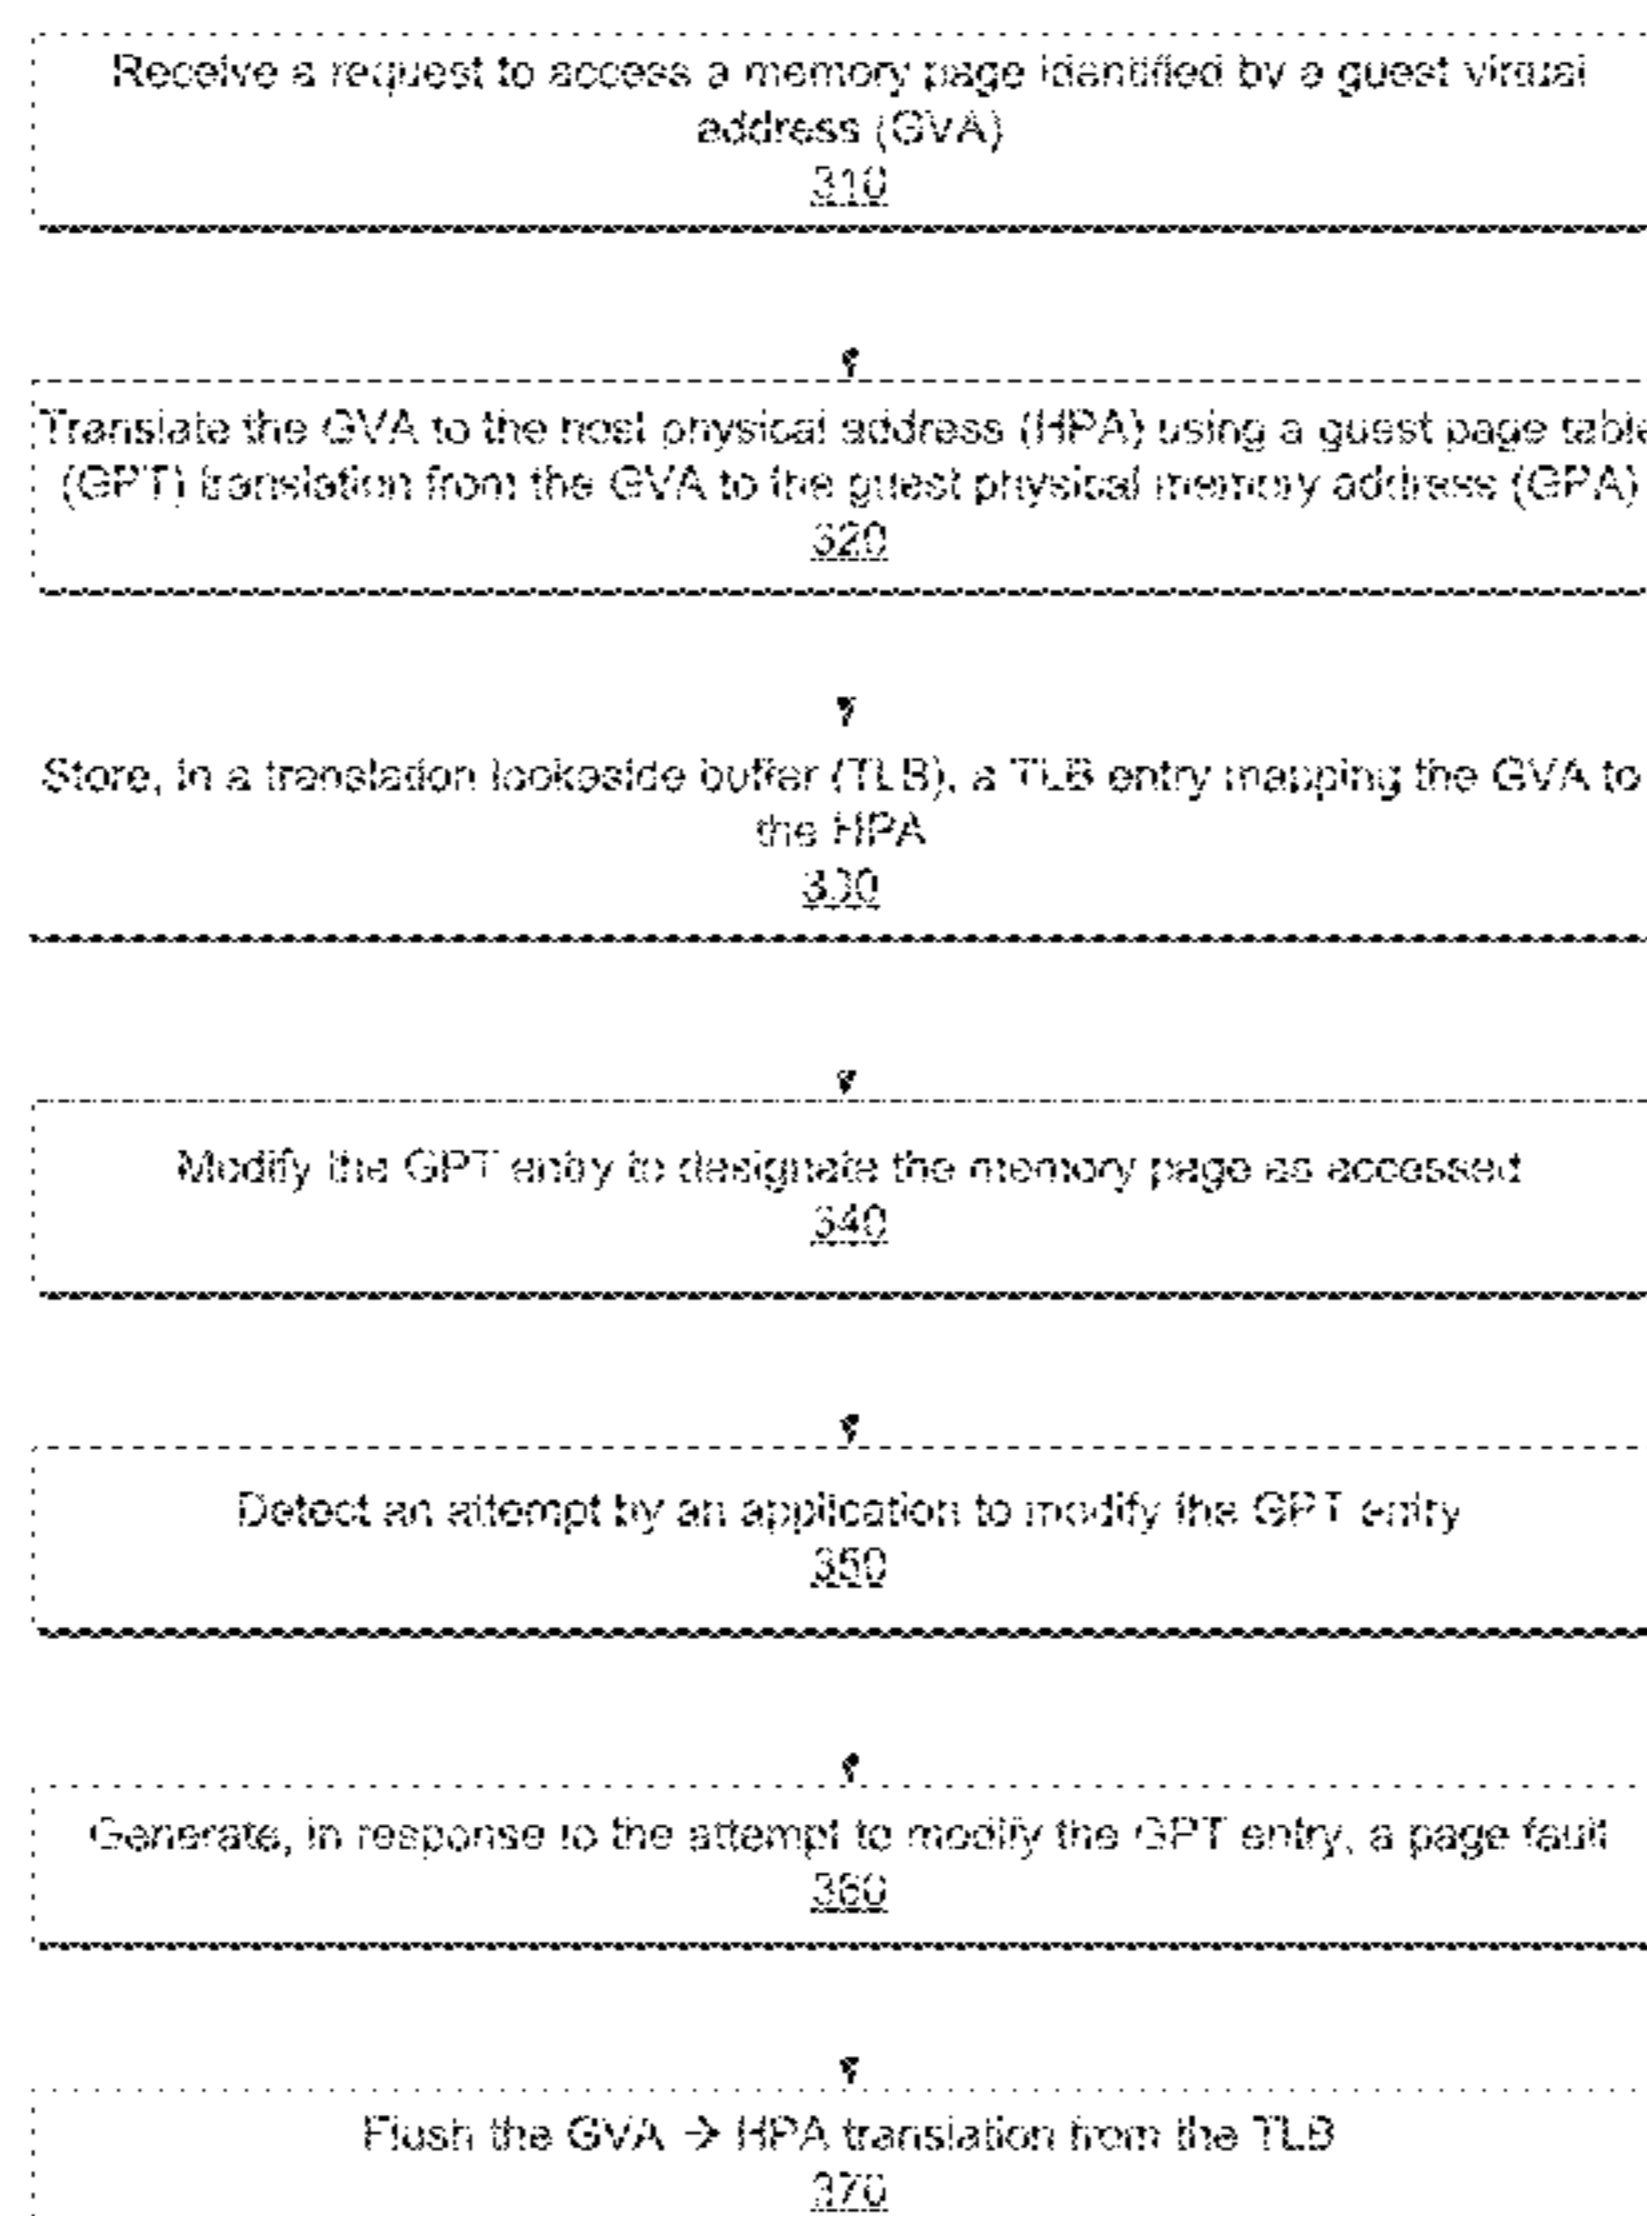 Receive a request to access a memory page identified by a guest virtual
address (GVA)
310
Translate the GVA to the host physical address (HPA) using a guest page table
(GPT) translation from the GVA to the guest physical memory address (GPA)
320
Store, in a translation lookaside buffer (TLB), a TLB entry mapping the GVA to
the HPA
330
Modify the GPT entry to designate the memory page as accessed
340
Detect an attempt by an application to modify the GPT entry
350
Generate, in response to the attempt to modify the GPT entry, a page fault
360
Flush the GVA → HPA translation from the TLB
370